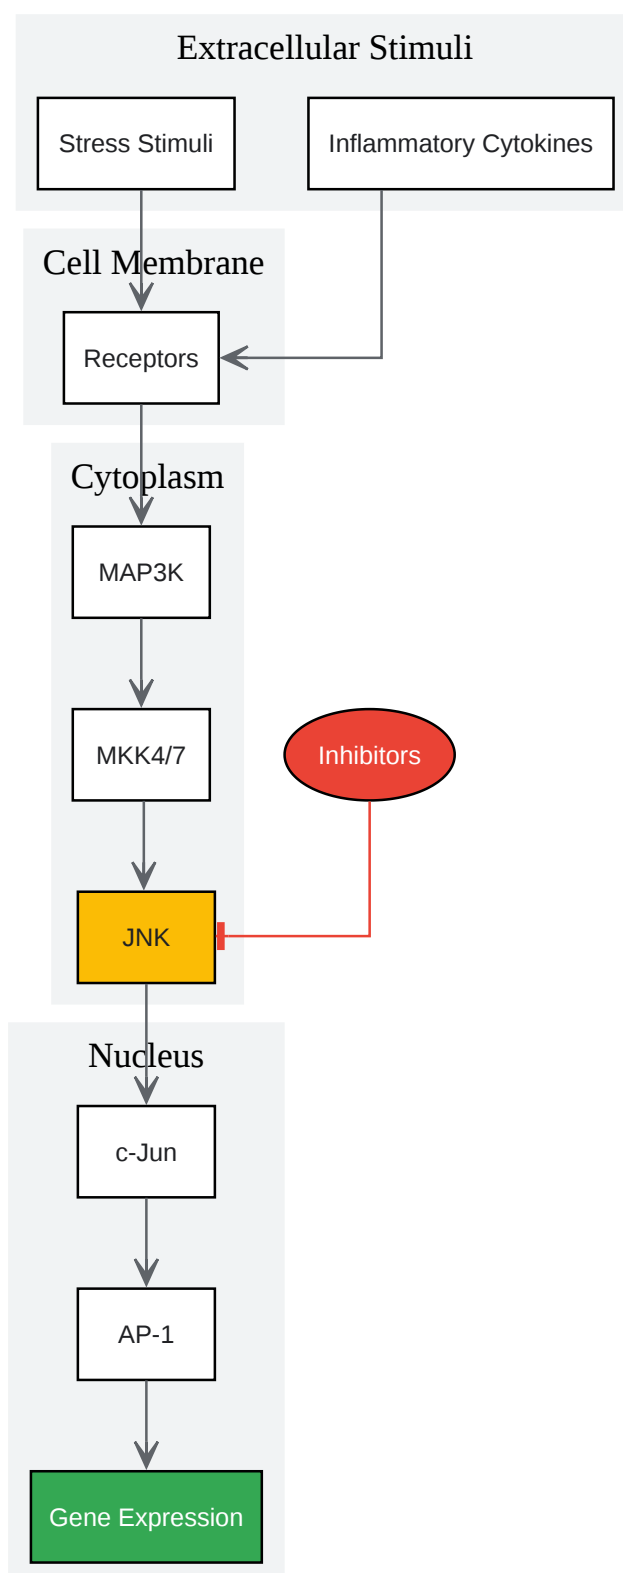 Extracellular Stimuli
Stress Stimuli
Inflammatory Cytokines
Cell Membrane
Receptors
Cytoplasm
MAP3K
MKK4/7
Inhibitors
JNK
Nucleus
c-Jun
AP-1
Gene Expression